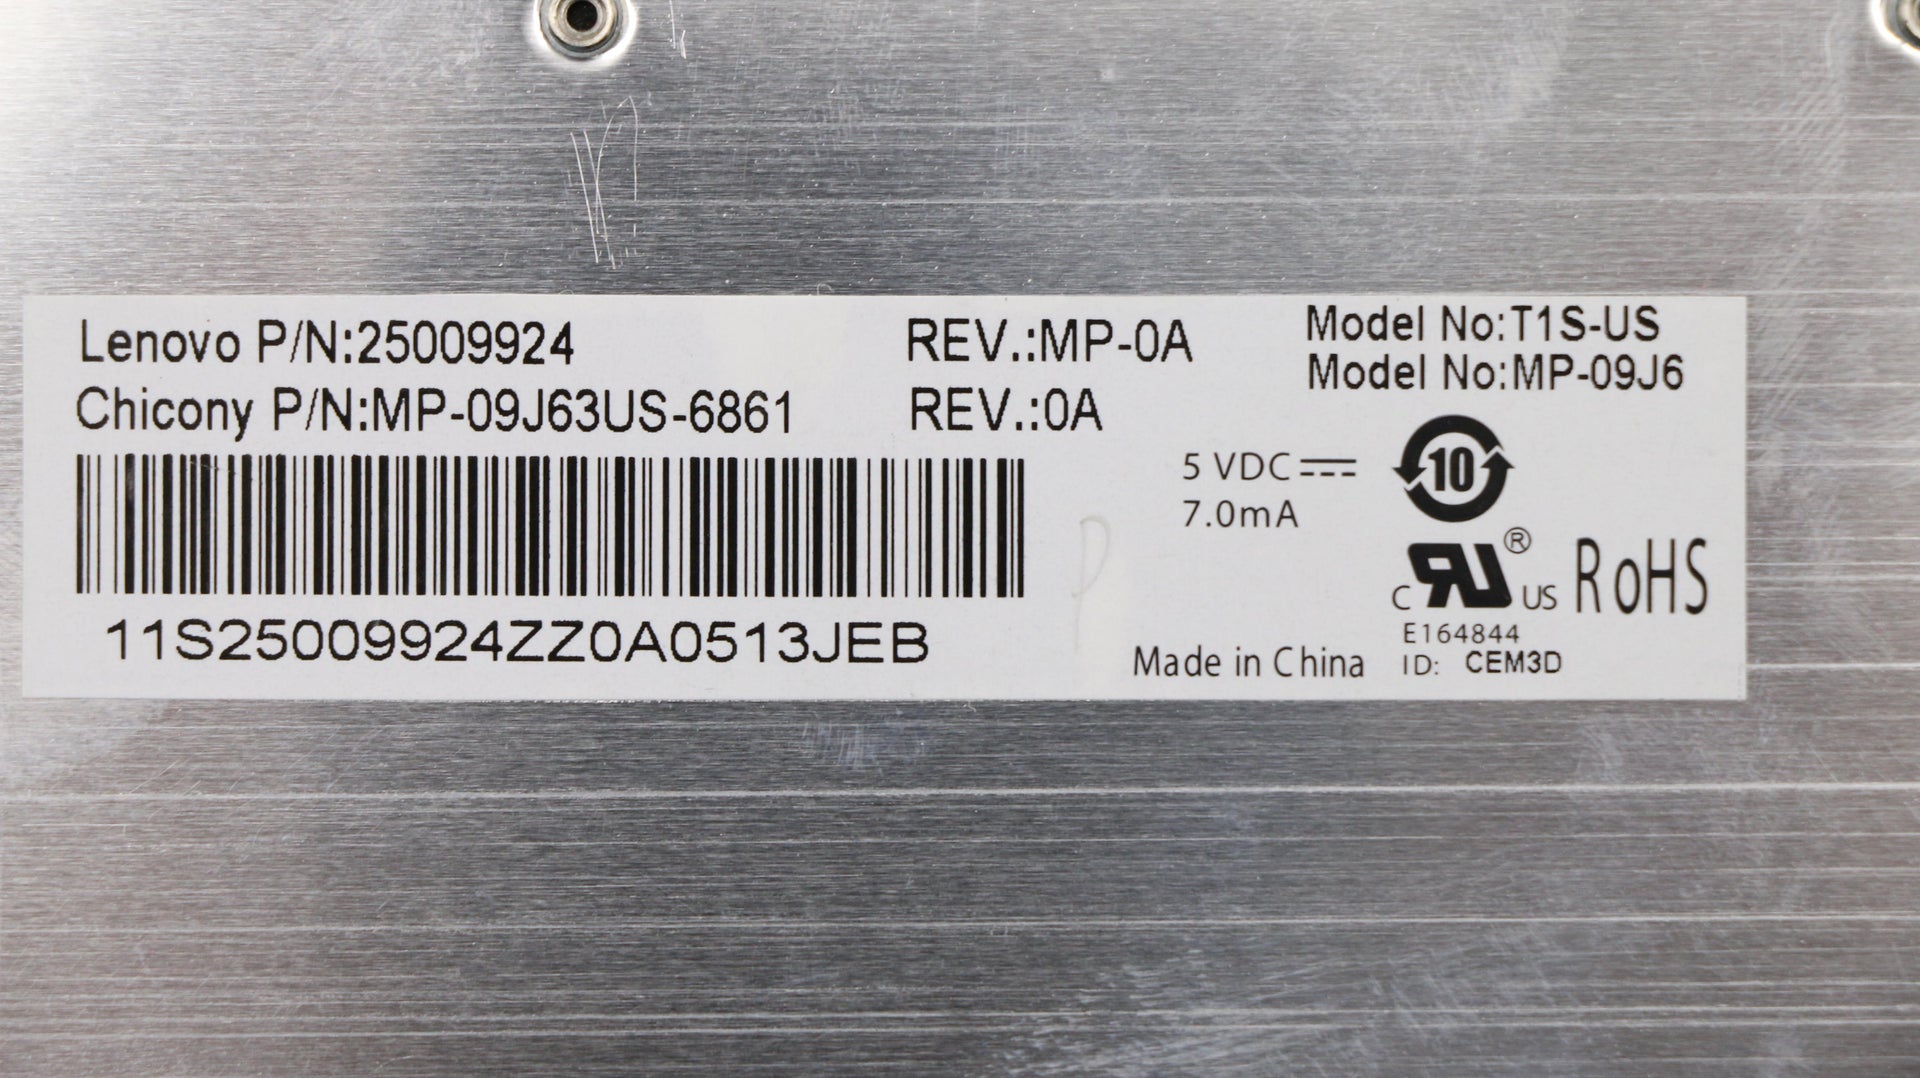 Lenovo P/N:25009924 REV.:MP-0A
Chicony P/N:MP-09J63US-6861 REV.:0A
Model No:T1S-US
Model No:MP-09J6
5 VDC
7.0mA
10
C RU® US RoHS
E164844
ID: CEM3D
Made in China
11S25009924ZZ0A0513JEB